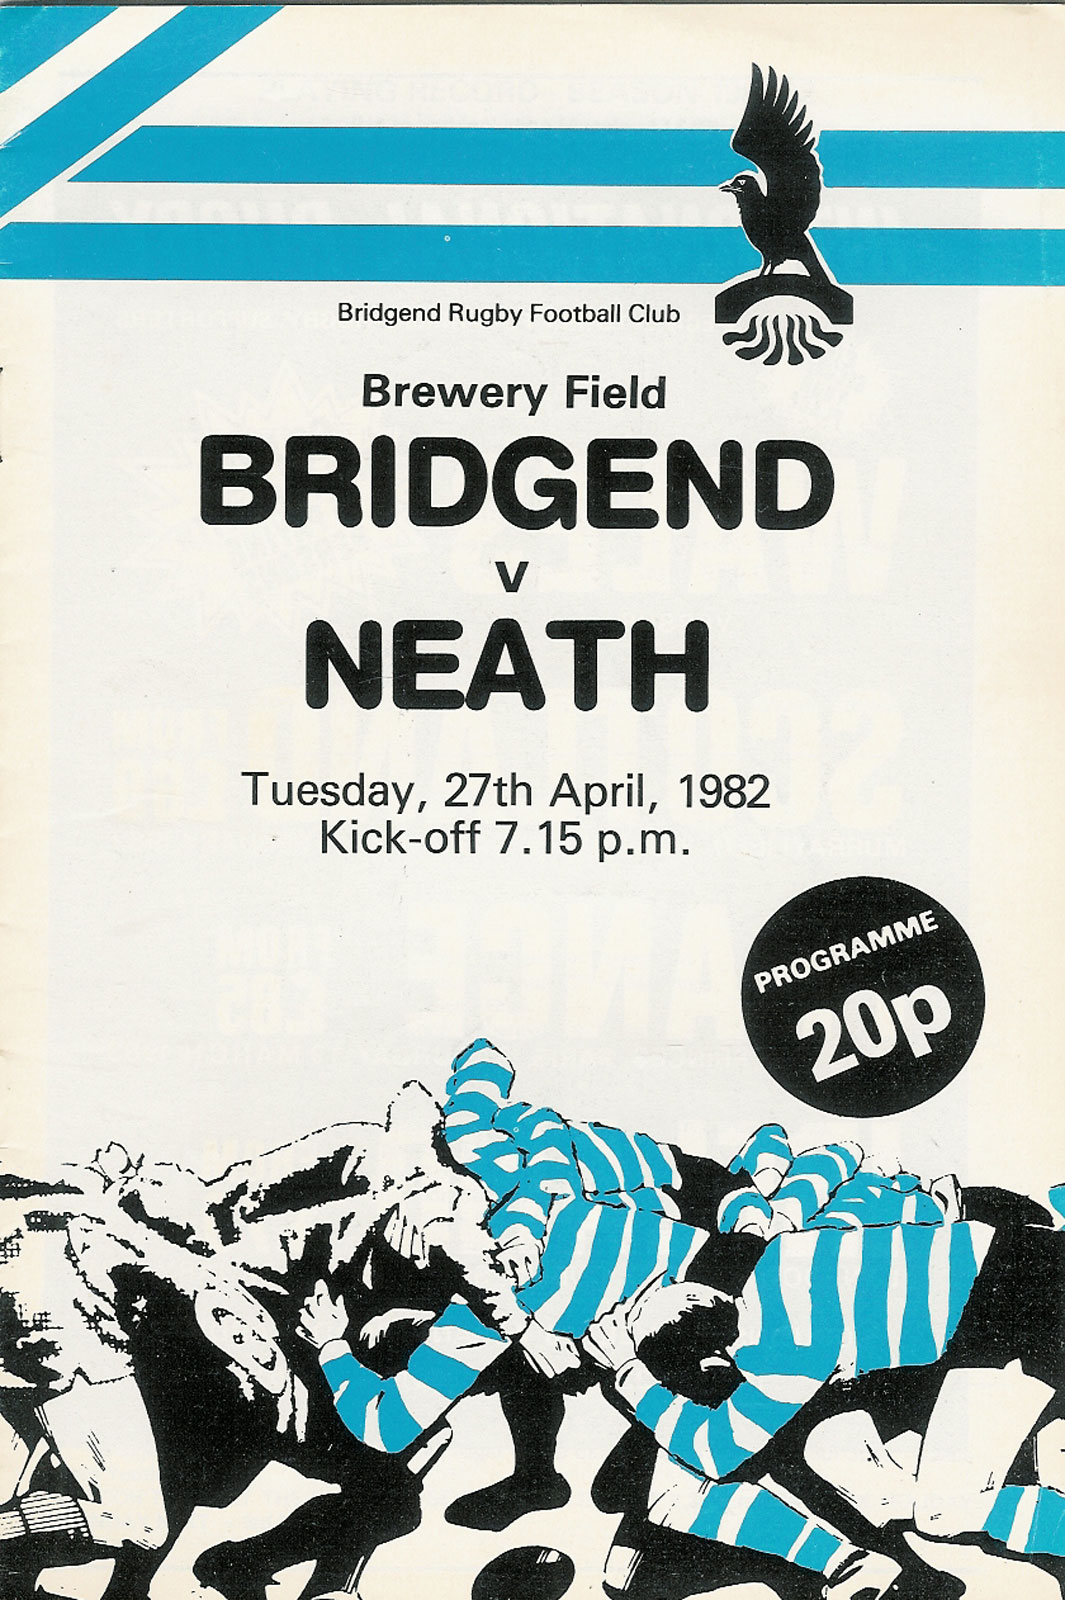 Bridgend Rugby Football Club
Brewery Field
BRIDGEND
v
NEATH
Tuesday, 27th April, 1982
Kick-off 7.15 p.m.
PROGRAMME
20p